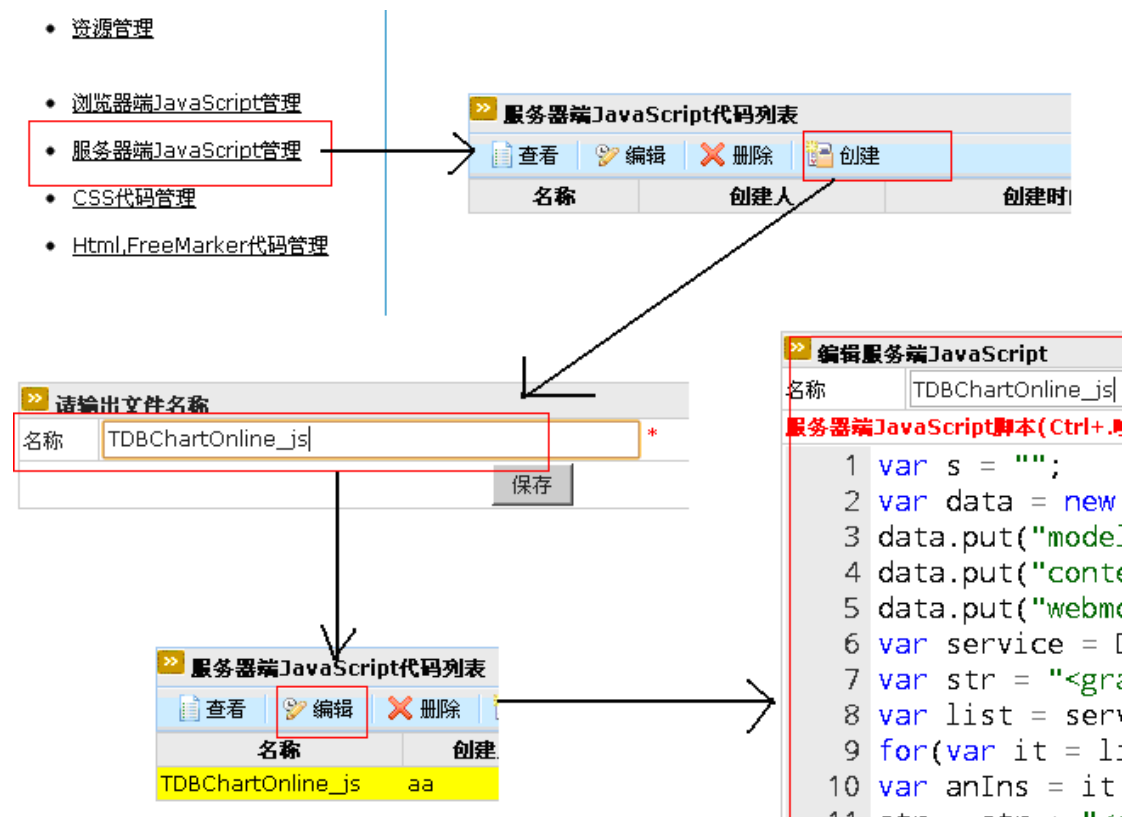 资源管理
浏览器端JavaScript管理
服务器端JavaScript管理
CSS代码管理
Html,FreeMarker代码管理
服务器端JavaScript代码列表
查看 编辑 删除 创建
名称 创建人 创建时
请输出文件名称
名称 TDBChartOnline_js *
保存
服务器端JavaScript代码列表
查看 编辑 删除
名称 创建
TDBChartOnline_js aa
编辑服务端JavaScript
名称 TDBChartOnline_js
服务器端JavaScript脚本(Ctrl+.
1 var s = "";
2 var data = new
3 data.put("model
4 data.put("conte
5 data.put("webmo
6 var service = D
7 var str = "<gra
8 var list = serv
9 for(var it = li
10 var anIns = it